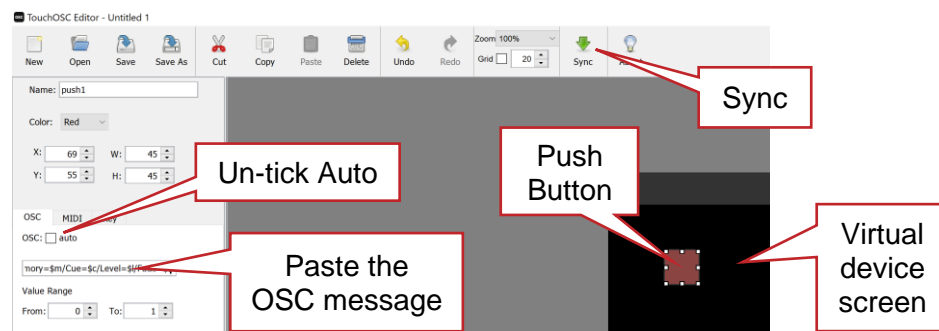 TouchOSC Editor - Untitled 1
New Open Save Save As Cut Copy Paste Delete Undo Redo Zoom 100% Grid 20 Sync
Name: push1
Color: Red
X: 69 W: 45
Y: 55 H: 45
OSC MIDI
OSC: auto
Value Range
From: 0 To: 1
Sync
Un-tick Auto
Push
Button
Paste the
OSC message
Virtual
device
screen